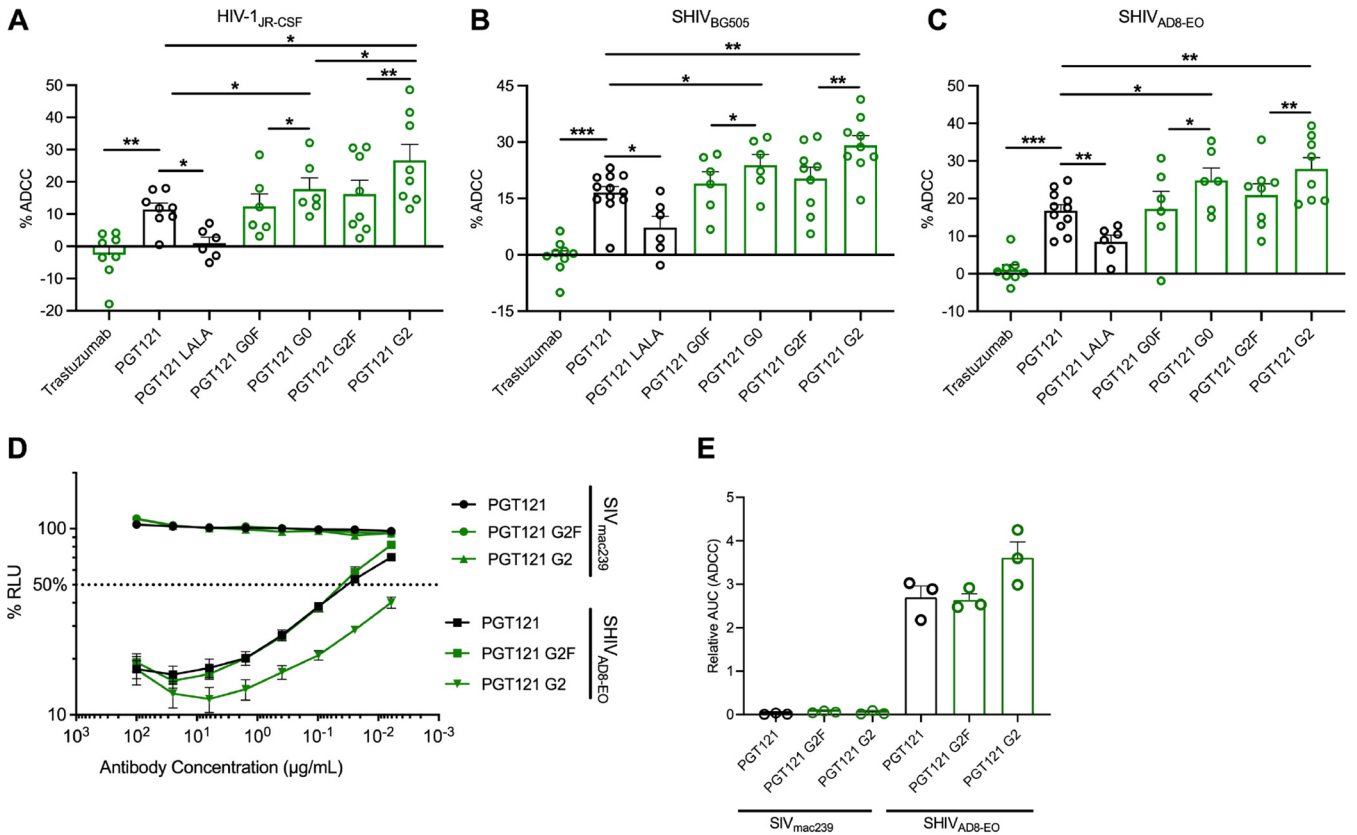 A
HIV-1JR-CSF
*
*
*
**
**
*
*
% ADCC
50
40
30
20
10
0
-10
-20
Trastuzumab
PGT121
PGT121 LALA
PGT121 G0F
PGT121 G0
PGT121 G2F
PGT121 G2
B
SHIVBG505
**
*
**
***
*
*
% ADCC
45
30
15
0
-15
Trastuzumab
PGT121
PGT121 LALA
PGT121 G0F
PGT121 G0
PGT121 G2F
PGT121 G2
C
SHIVAD8-EO
**
*
**
***
**
*
% ADCC
50
40
30
20
10
0
-10
Trastuzumab
PGT121
PGT121 LALA
PGT121 G0F
PGT121 G0
PGT121 G2F
PGT121 G2
D
% RLU
100
50%
10
10³
10²
10¹
10⁰
10⁻¹
10⁻²
10⁻³
Antibody Concentration (µg/mL)
PGT121
PGT121 G2F
PGT121 G2
SIVmac239
PGT121
PGT121 G2F
PGT121 G2
SHIVAD8-EO
E
Relative AUC (ADCC)
5
4
3
2
1
0
PGT121
PGT121 G2F
PGT121 G2
PGT121
PGT121 G2F
PGT121 G2
SIVmac239
SHIVAD8-EO